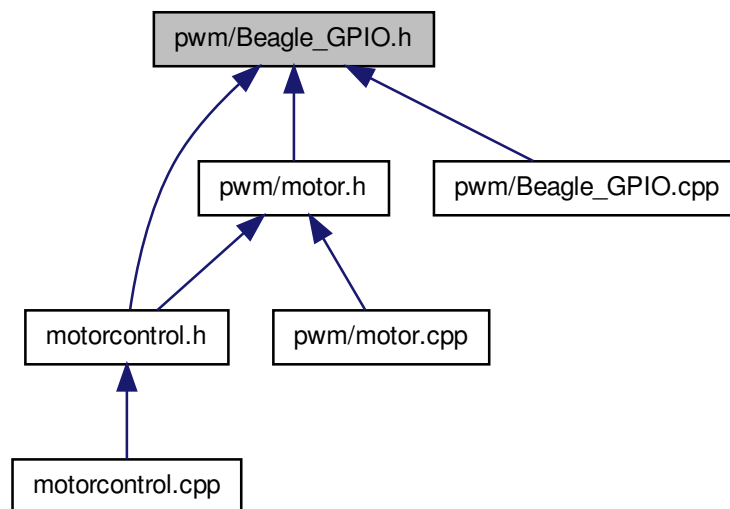 pwm/Beagle_GPIO.h
pwm/motor.h
pwm/Beagle_GPIO.cpp
motorcontrol.h
pwm/motor.cpp
motorcontrol.cpp